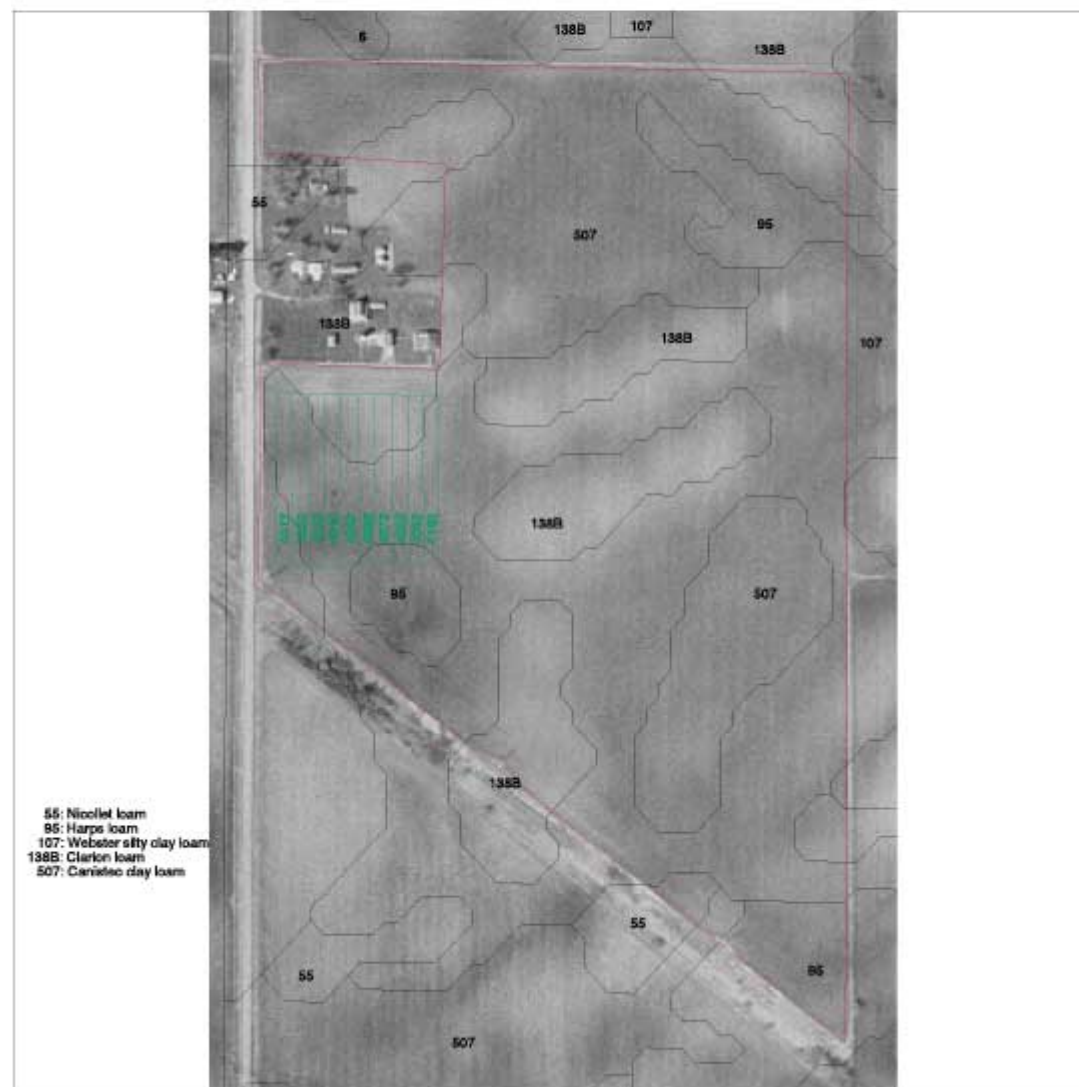 6
138B
107
138B
55
95
507
138B
138B
107
138B
95
507
138B
55
95
55
507
55: Nicollet loam
95: Harps loam
107: Webster silty clay loam
138B: Clarion loam
507: Canisteo clay loam